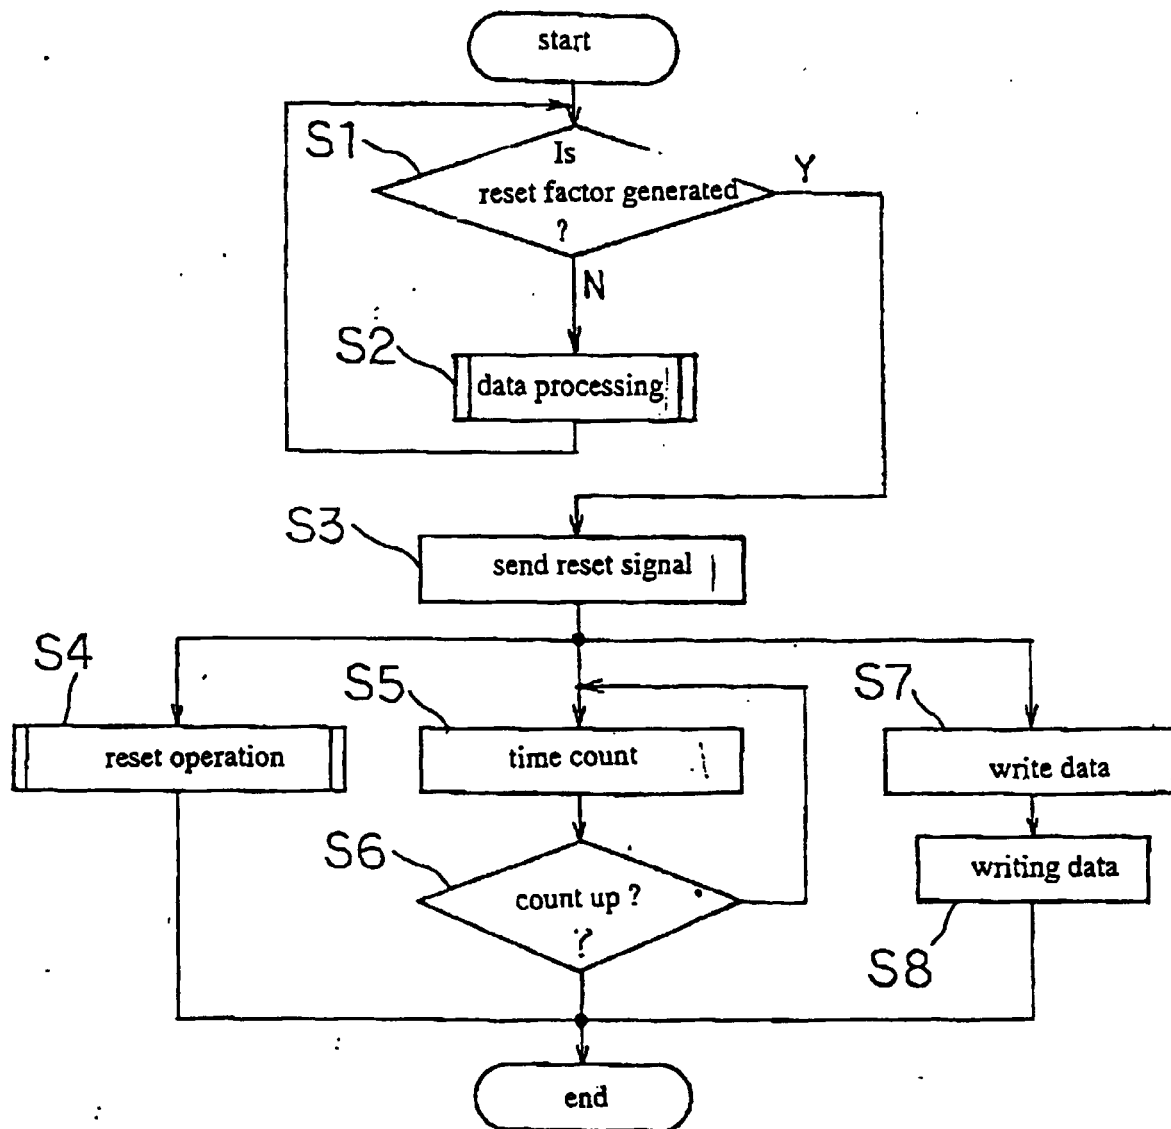 start
S1
Is
reset factor generated
?
Y
N
S2
data processing
S3
send reset signal
S4
reset operation
S5
time count
S7
write data
S6
count up ?
?
writing data
S8
end